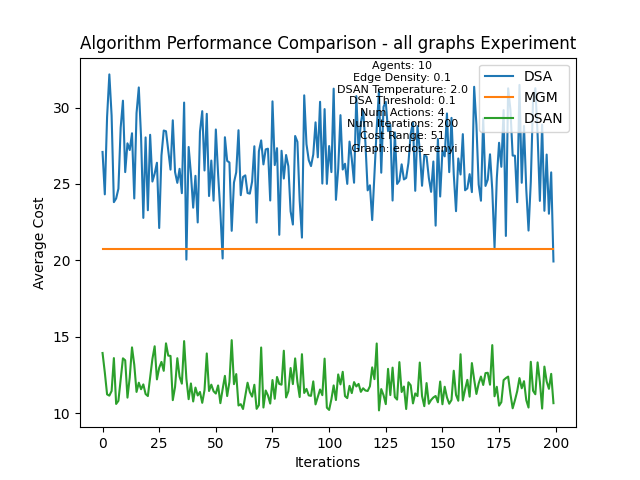 Algorithm Performance Comparison - all graphs Experiment
Agents: 10
Edge Density: 0.1
DSAN Temperature: 2.0
DSA Threshold: 0.1
Num Actions: 4
Num Iterations: 200
Cost Range: 51
Graph: erdos_renyi
DSA
MGM
DSAN
Average Cost
30
25
20
15
10
0
25
50
75
100
125
150
175
200
Iterations